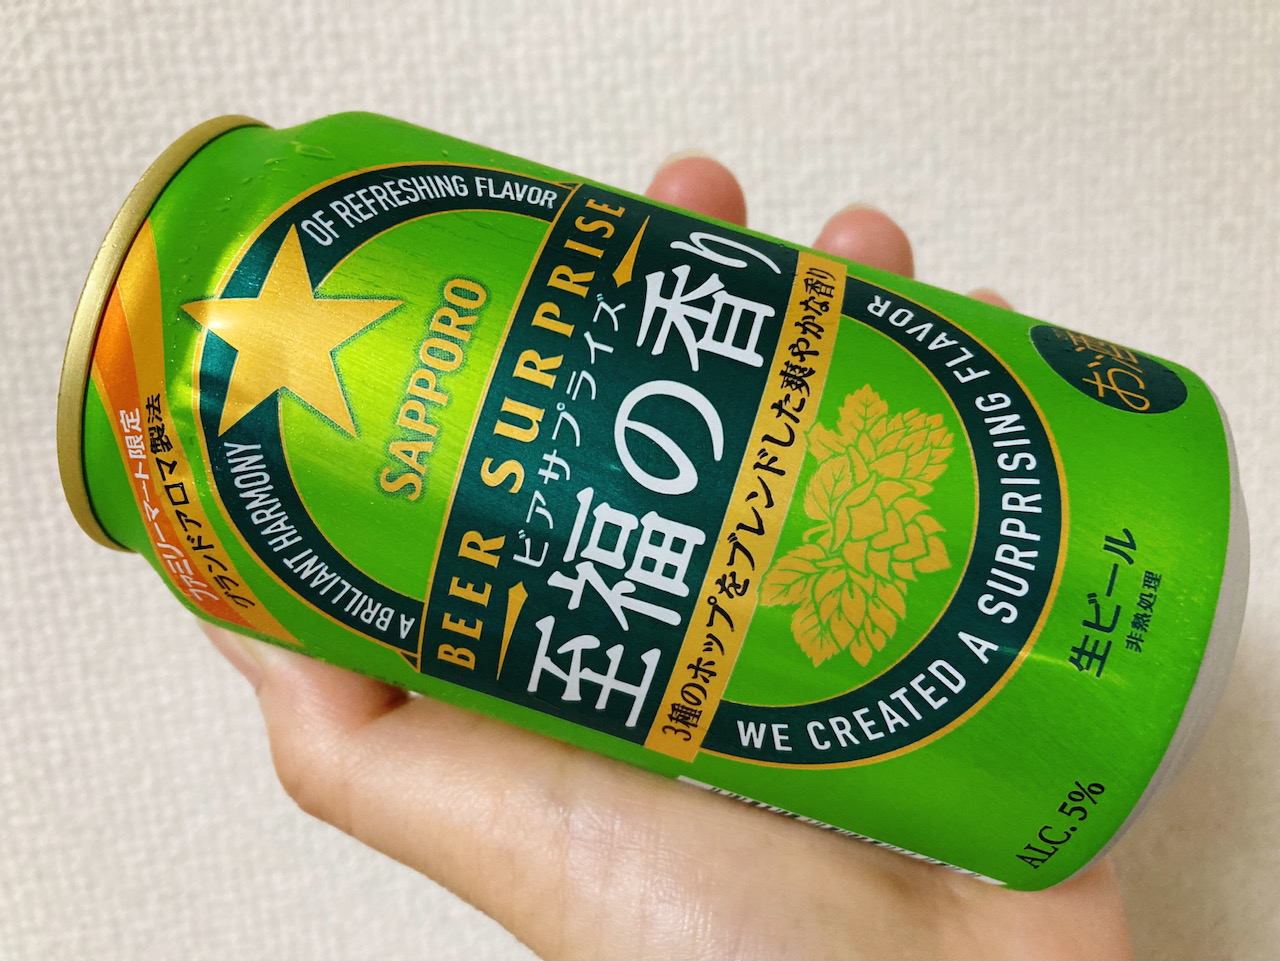 ファミリーマート限定
グランドアロマ製法
A BRILLIANT HARMONY
OF REFRESHING FLAVOR
SAPPORO
BEER SURPRISE
ビアサプライズ
至福の香り
3種のホップをブレンドした爽やかな香り
WE CREATED A SURPRISING FLAVOR
お酒
生ビール
非熱処理
ALC. 5%